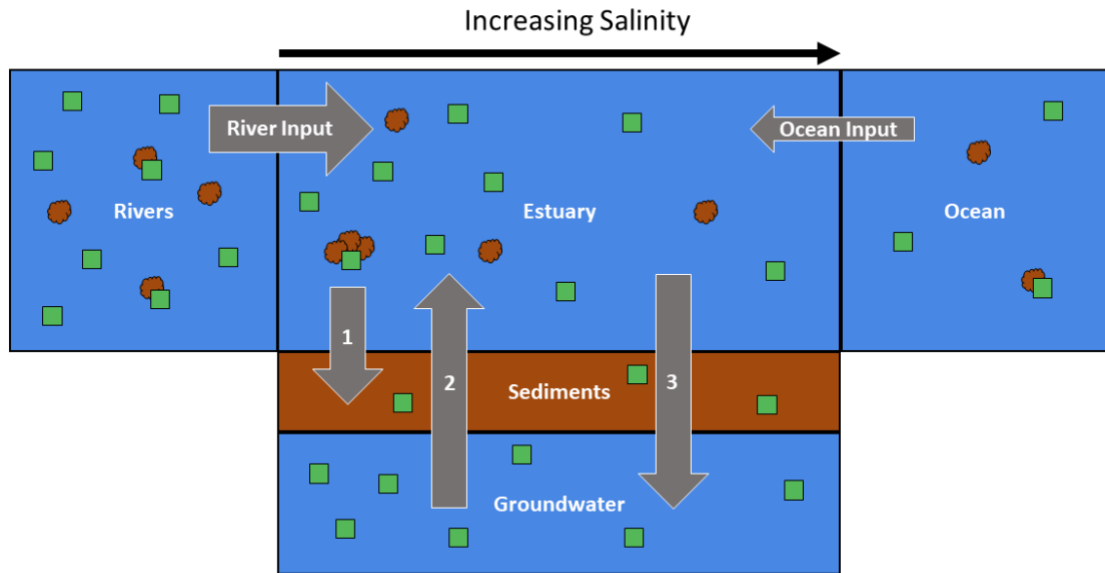 Increasing Salinity
River Input
Ocean Input
Rivers
Estuary
Ocean
1
2
3
Sediments
Groundwater